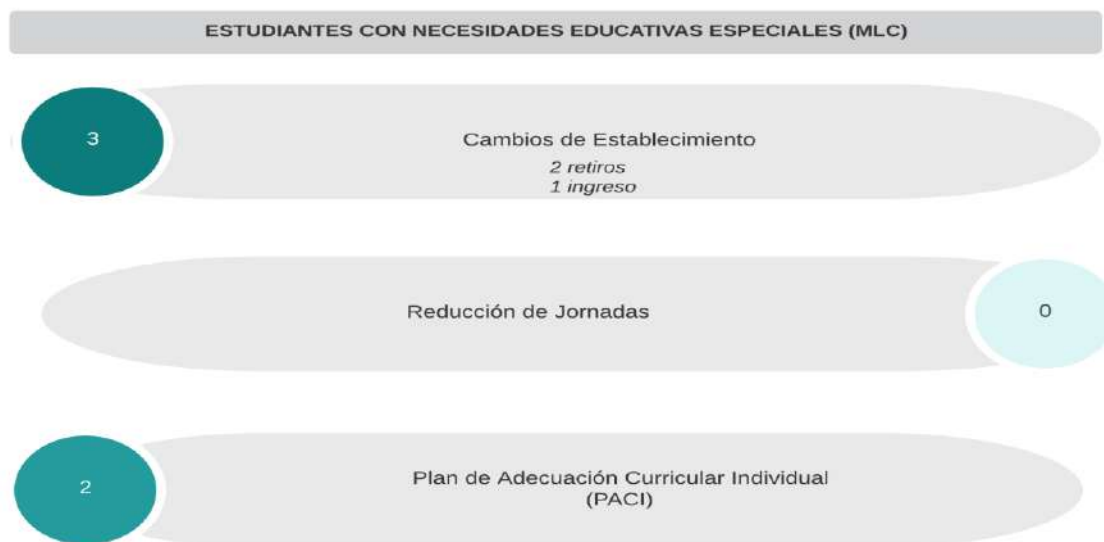 ESTUDIANTES CON NECESIDADES EDUCATIVAS ESPECIALES (MLC)
3
Cambios de Establecimiento
2 retiros
1 ingreso
Reducción de Jornadas
0
2
Plan de Adecuación Curricular Individual
(PACI)